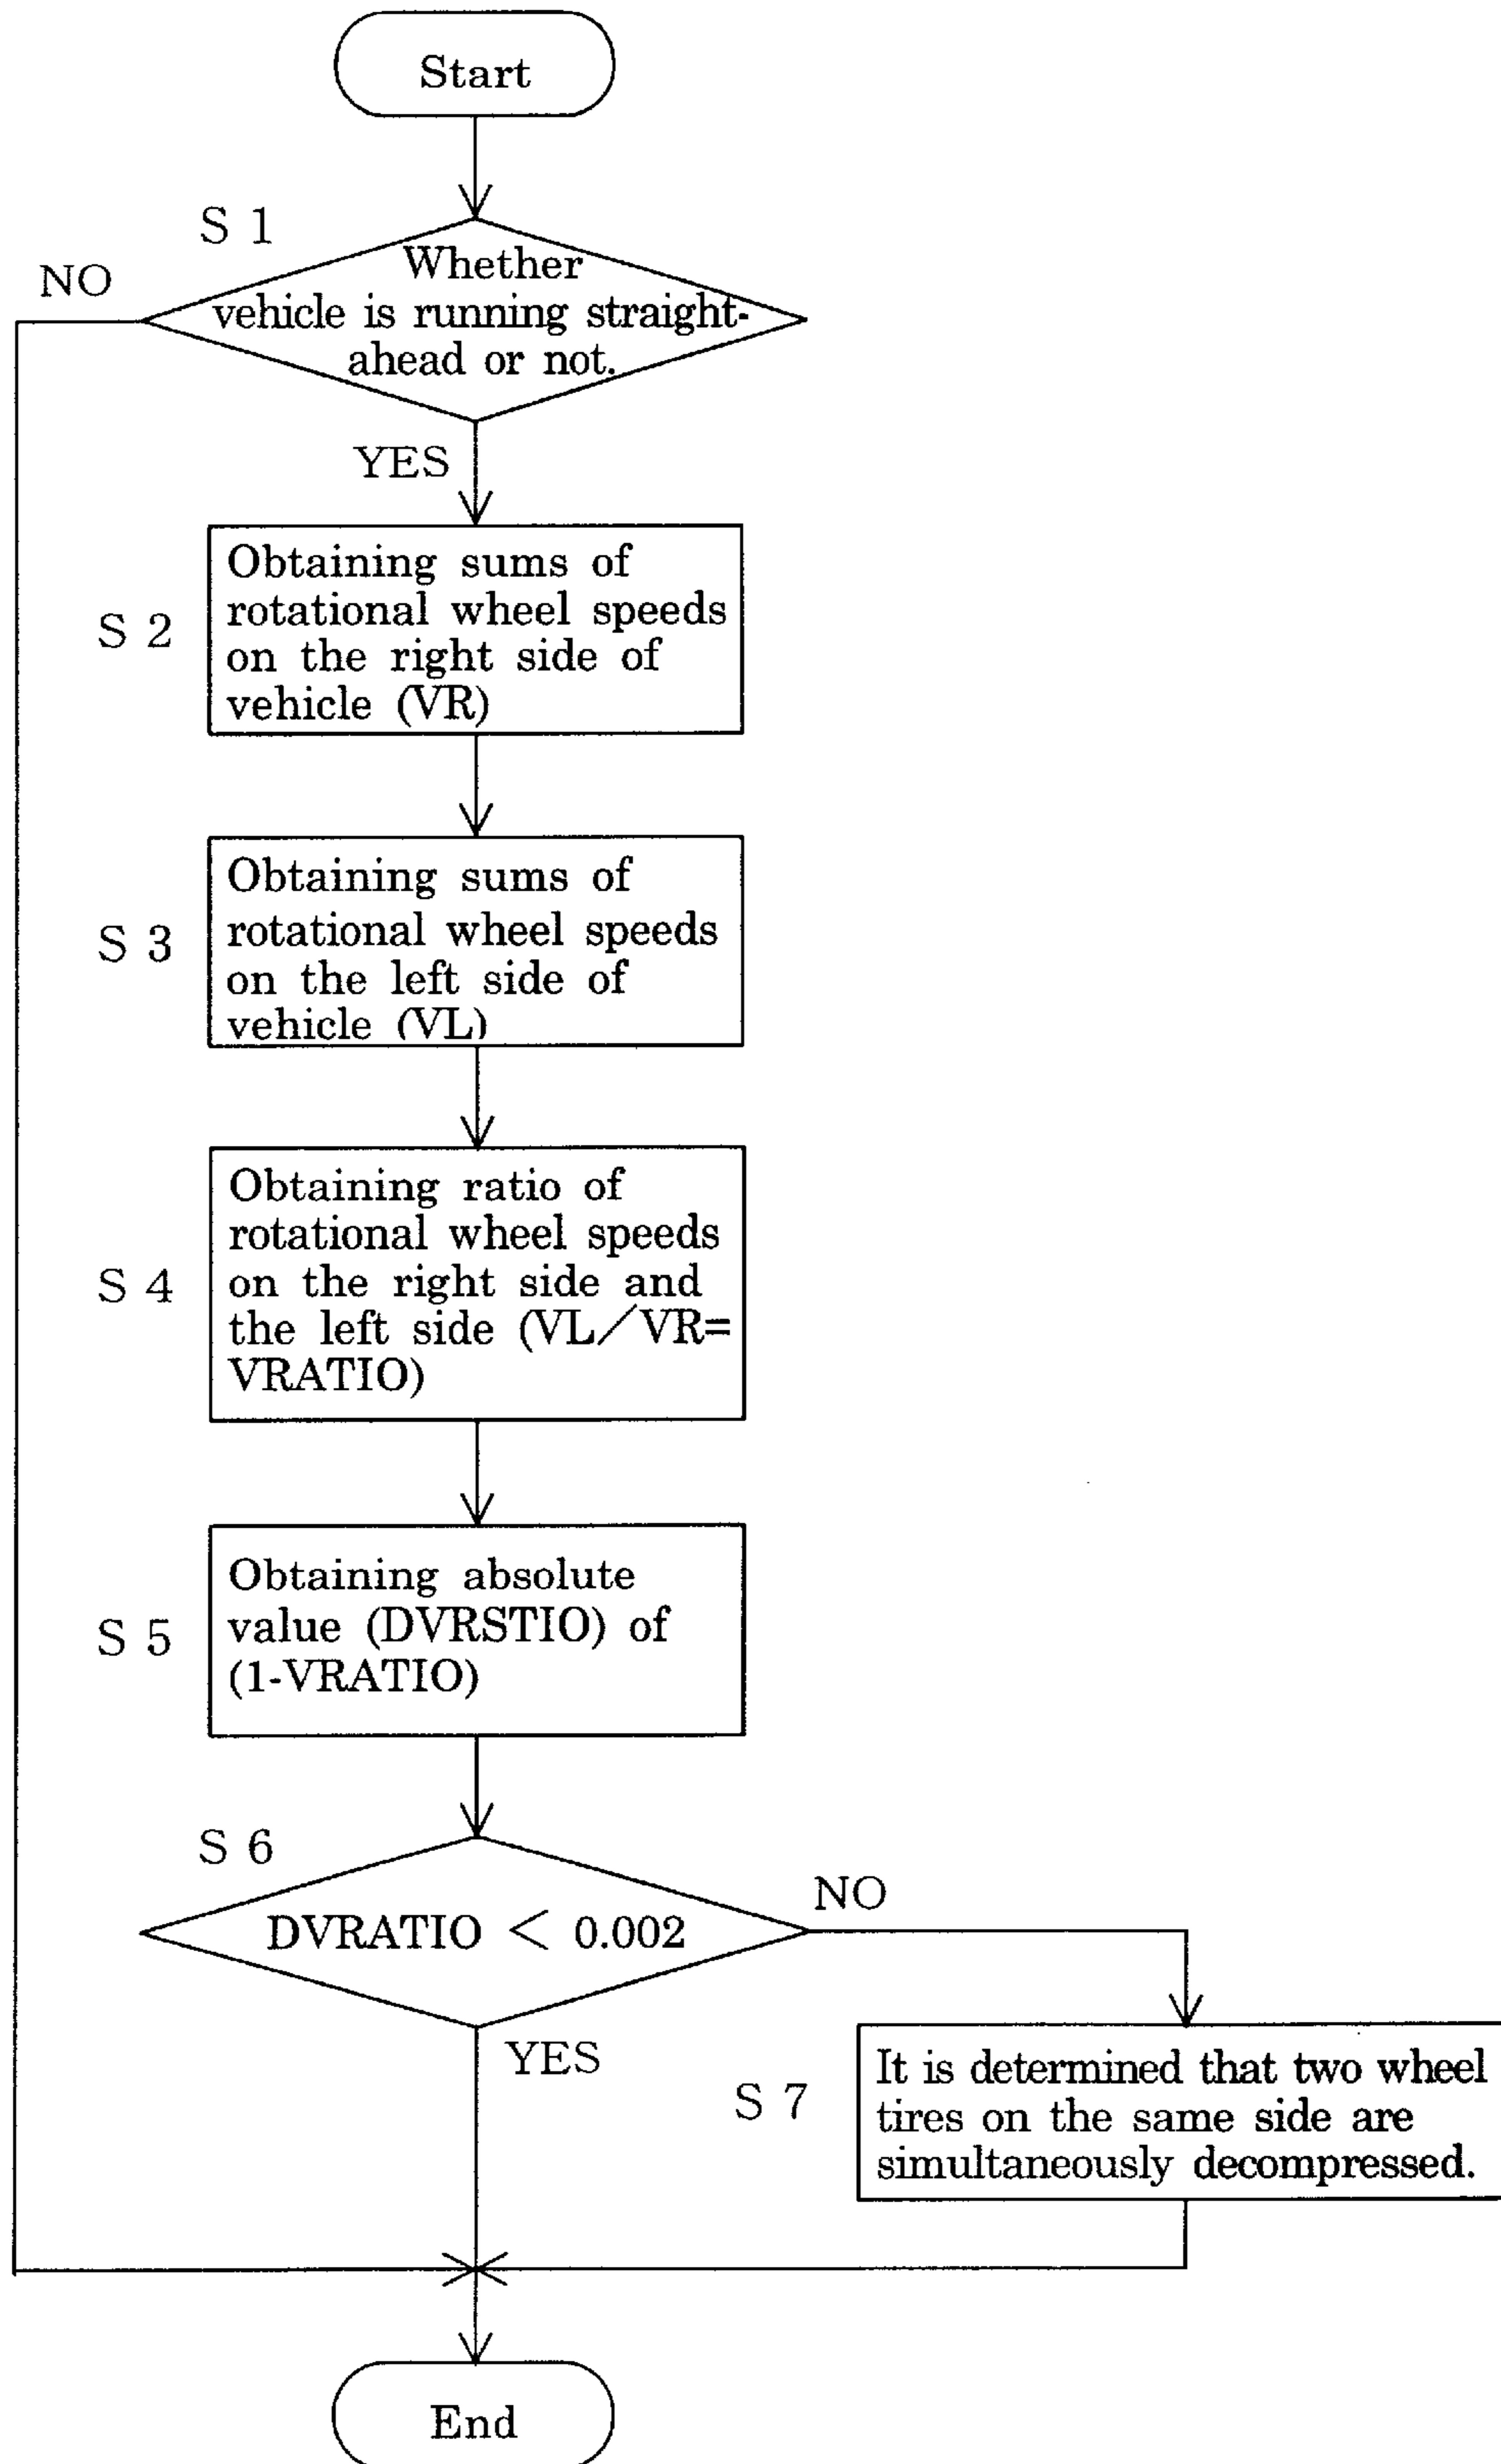 Start
S 1
NO
Whether
vehicle is running straight-
ahead or not.
YES
S 2
Obtaining sums of
rotational wheel speeds
on the right side of
vehicle (VR)
S 3
Obtaining sums of
rotational wheel speeds
on the left side of
vehicle (VL)
S 4
Obtaining ratio of
rotational wheel speeds
on the right side and
the left side (VL/VR=
VRATIO)
S 5
Obtaining absolute
value (DVRSTIO) of
(1-VRATIO)
S 6
DVRATIO < 0.002
NO
YES
S 7
It is determined that two wheel
tires on the same side are
simultaneously decompressed.
End